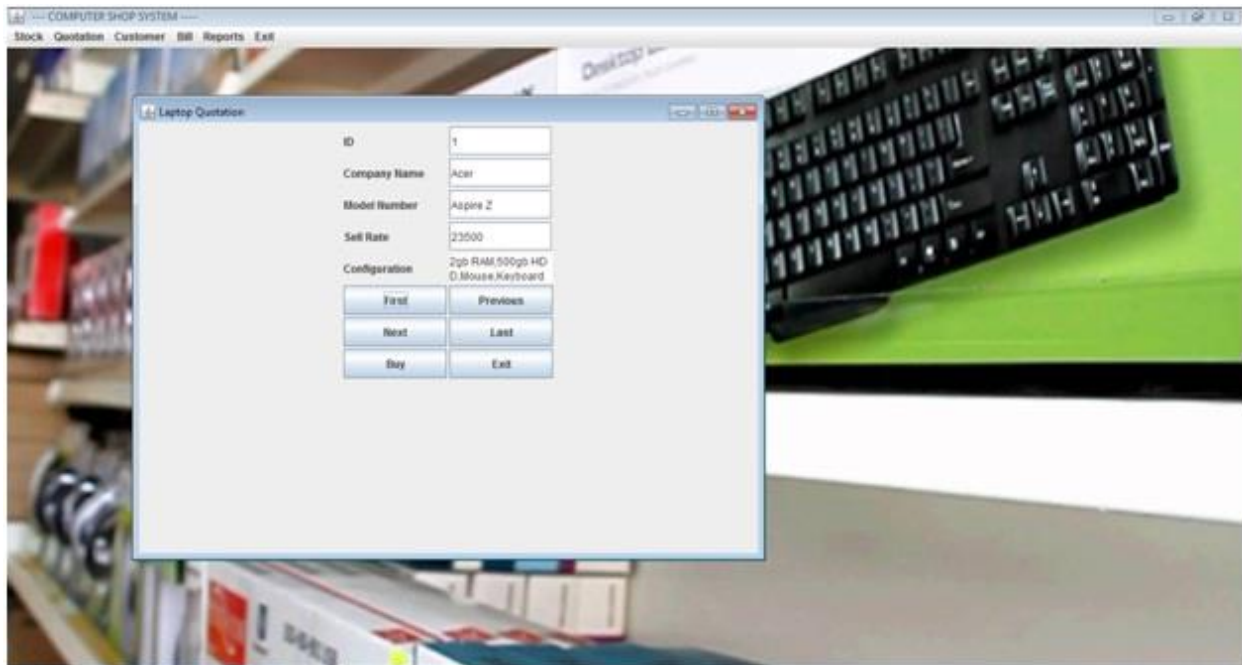 --- COMPUTER SHOP SYSTEM ----
Stock Quotation Customer Bill Reports Exit
Desktop
Laptop Quotation
ID 1
Company Name Acer
Model Number Aspire Z
Sell Rate 23500
Configuration 2gb RAM,500gb HD
D,Mouse,Keyboard
First Previous
Next Last
Buy Exit